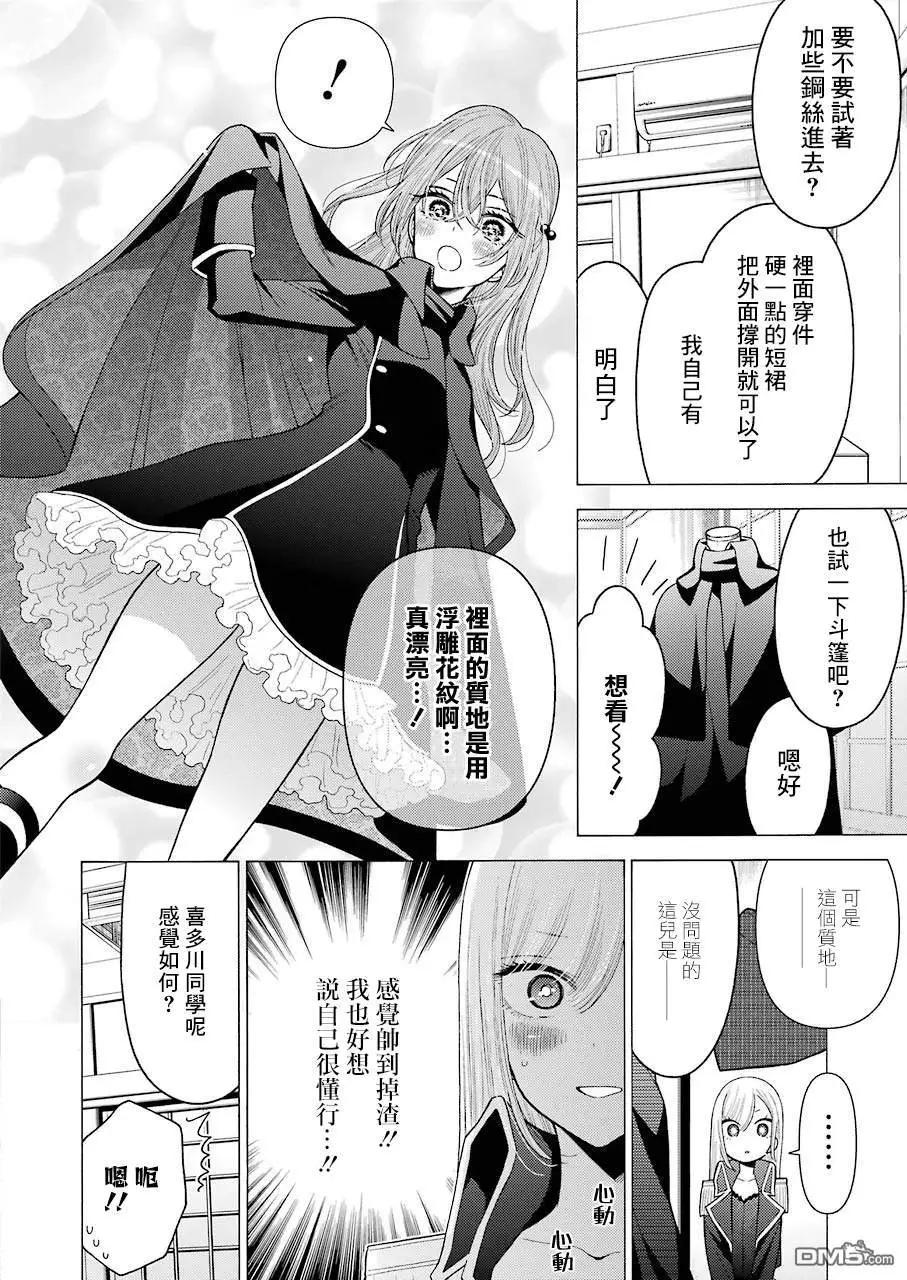 要不要試著
加些鋼絲進去？
裡面穿件
硬一點的短裙
把外面撐開就可以了
我自己有
明白了
！
裡面的質地是用
浮雕花紋啊…
真漂亮…！
也試一下斗篷吧？
嗯好
想看～～～！
可是
這個質地
沒問題的
這兒是
……
心動
心動
感覺帥到掉渣!!
我也好想
說自己很懂行…!!
喜多川同學呢
感覺如何？
呃
嗯!!
DM5.com